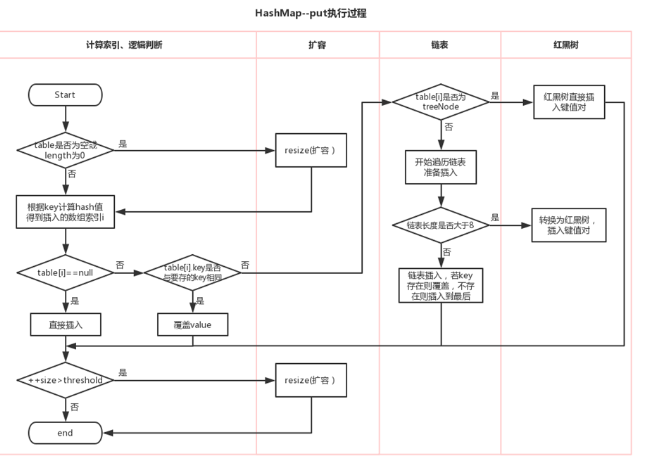 HashMap--put执行过程
计算索引、逻辑判断
扩容
链表
红黑树
Start
table是否为空或
length为0
是
resize(扩容）
否
根据key计算hash值
得到插入的数组索引i
table[i]==null
否
table[i].key是否
与要存的key相同
否
是
直接插入
是
覆盖value
table[i]是否为
treeNode
是
红黑树直接插
入键值对
否
开始遍历链表
准备插入
链表长度是否大于8
是
转换为红黑树，
插入键值对
否
链表插入，若key
存在则覆盖，不存
在则插入到最后
++size>threshold
是
resize(扩容）
否
end